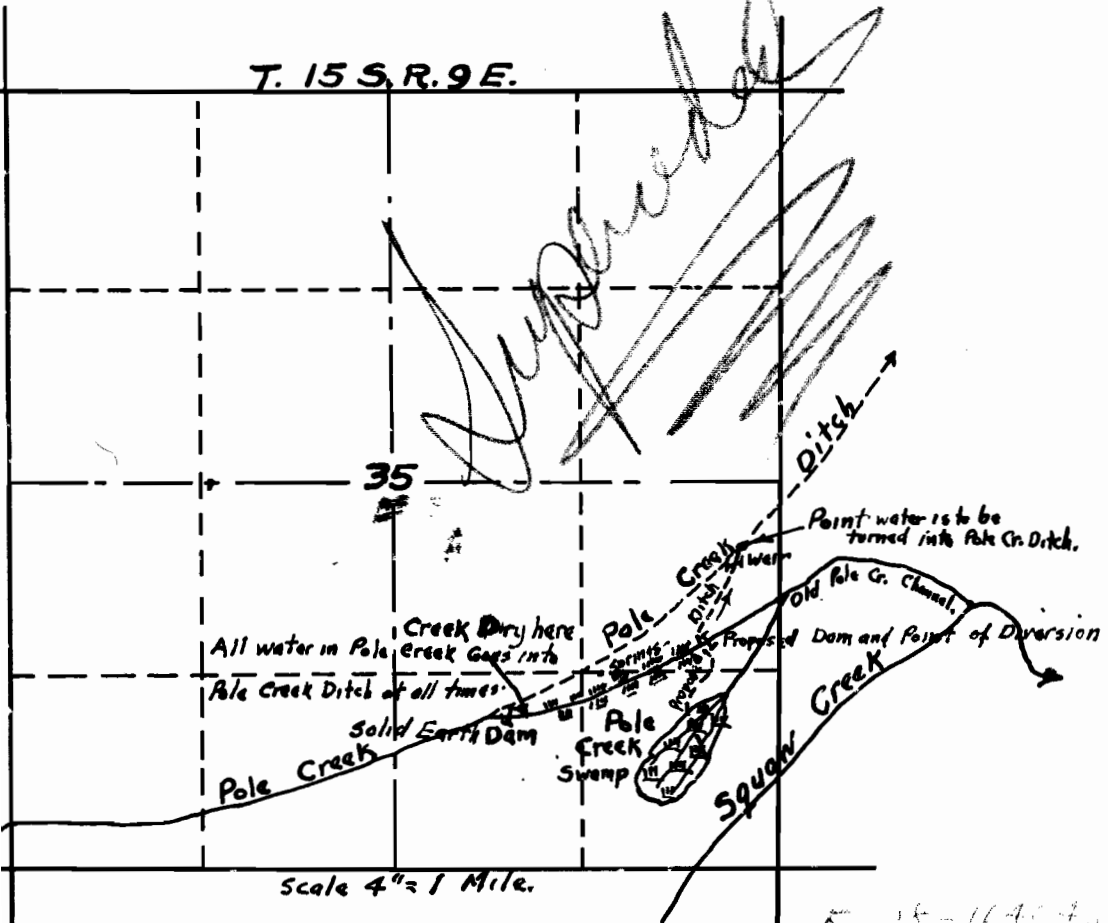 T. 15 S. R. 9 E.
Superseded
Ditch
35
Point water is to be
turned into Pole Cr. Ditch.
Creek
Weir
Ditch
Pole
Old Pole Cr. Channel.
Creek Dry here
All water in Pole Creek Goes into
Springs
Proposed Dam and Point of Diversion
Pole Creek Ditch at all times.
Solid Earth Dam
Pole
Creek
Swamp
Creek
Squaw
Pole Creek
Scale 4" = 1 Mile.